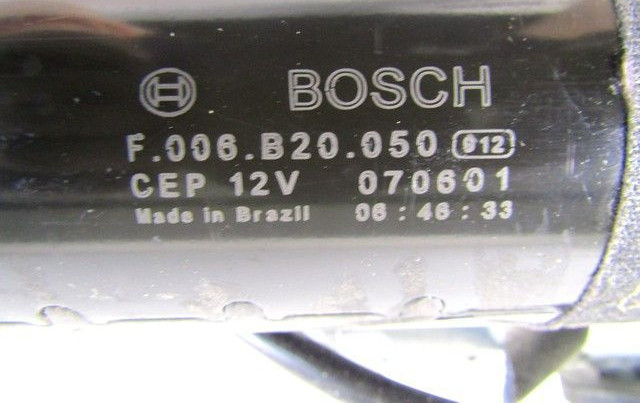 BOSCH
F.006.B20.050 912
CEP 12V 070601
Made in Brazil 06:46:33